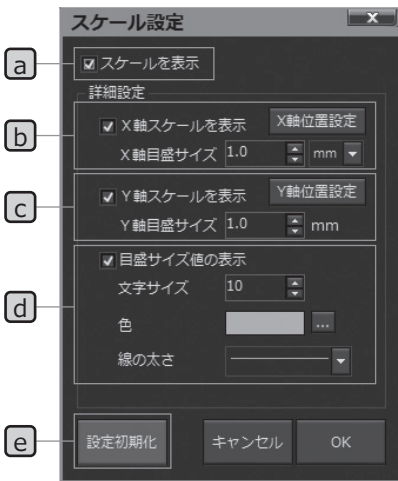 スケール設定
x
a
スケールを表示
詳細設定
b
X軸スケールを表示 X軸位置設定
X軸目盛サイズ 1.0 mm
c
Y軸スケールを表示 Y軸位置設定
Y軸目盛サイズ 1.0 mm
d
目盛サイズ値の表示
文字サイズ 10
色 ...
線の太さ
e
設定初期化 キャンセル OK